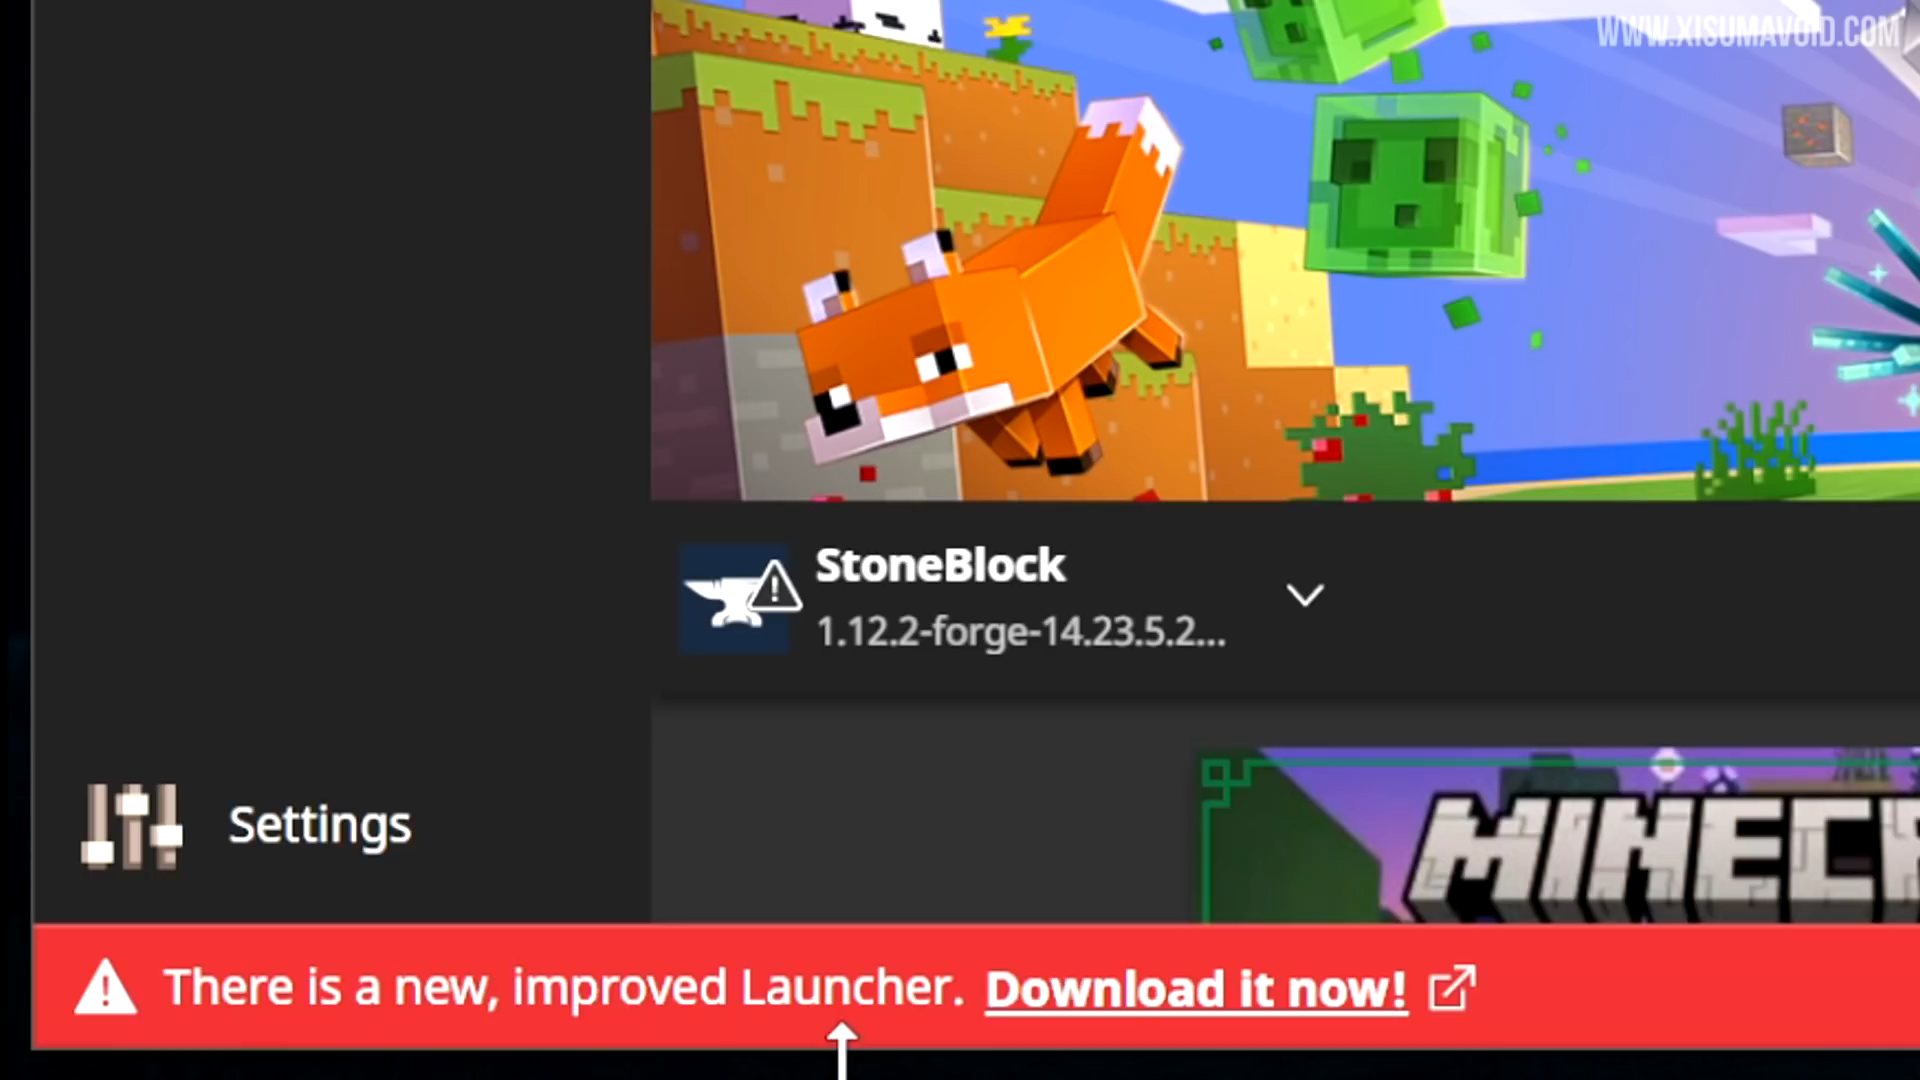 WWW.XISUMAVOID.COM
StoneBlock
1.12.2-forge-14.23.5.2...
Settings
MINECR
There is a new, improved Launcher. Download it now!